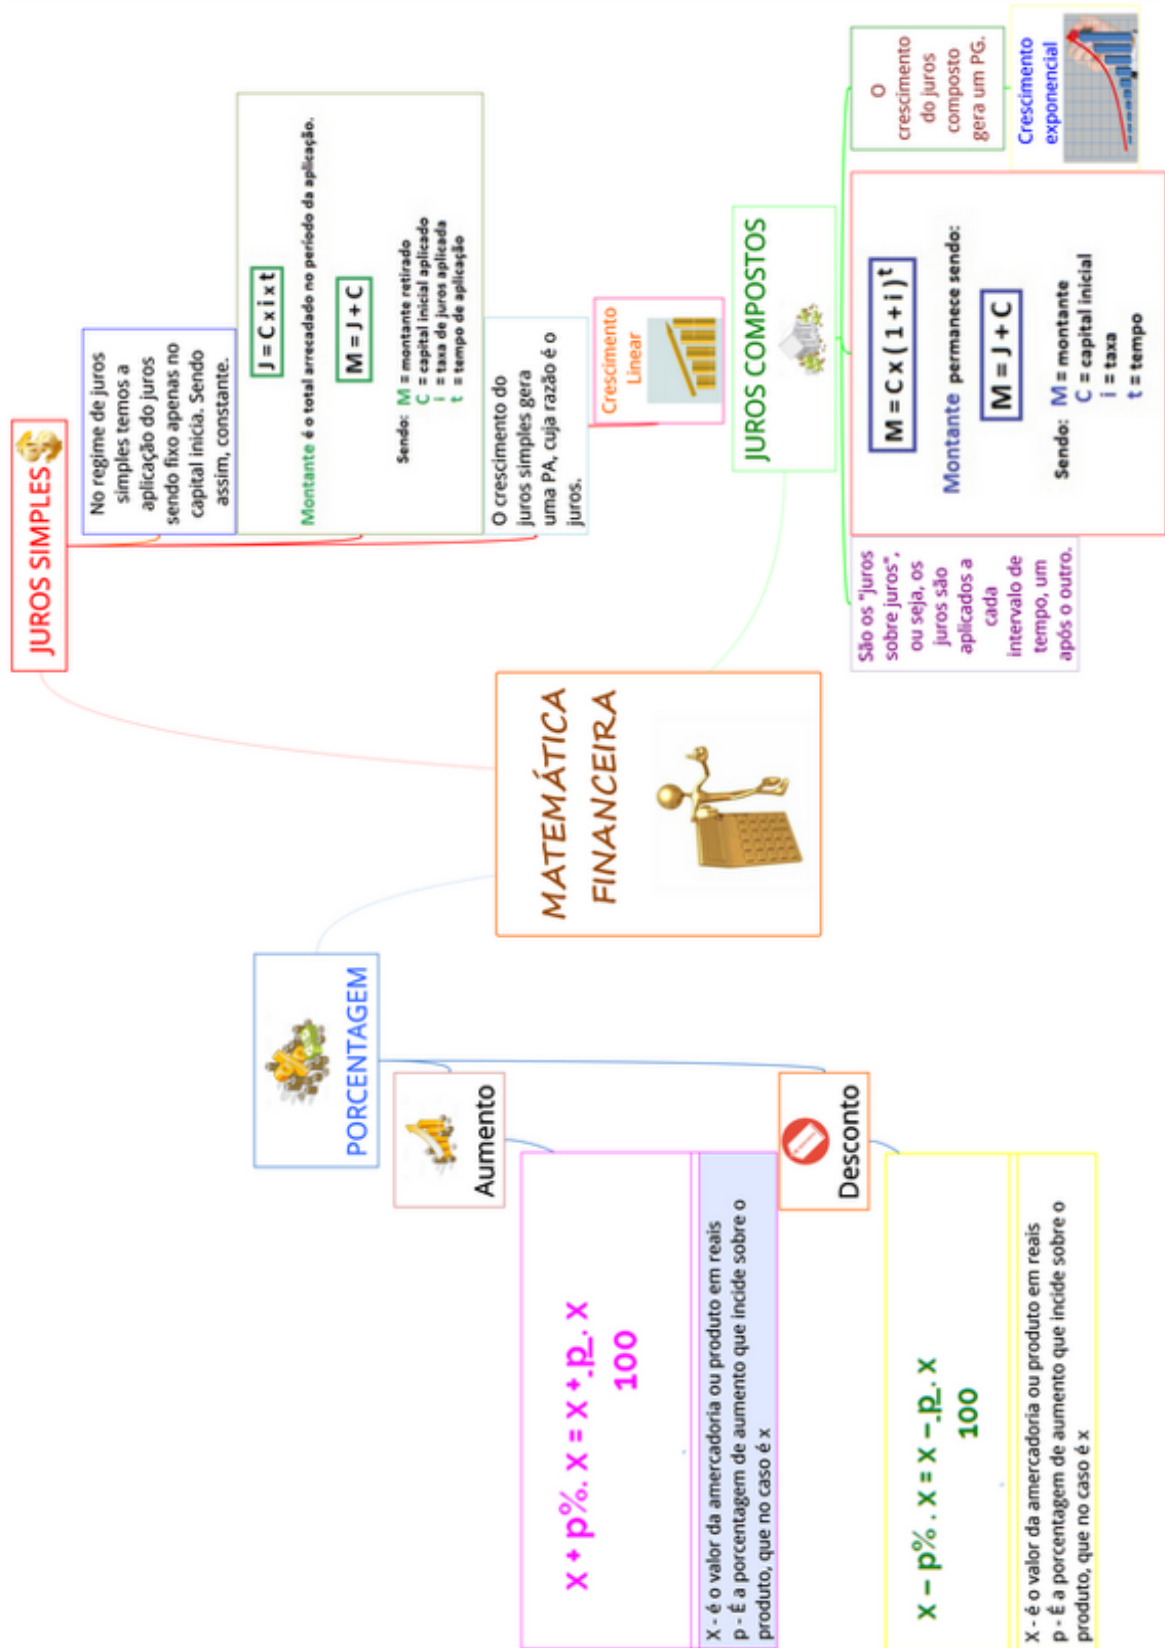 MATEMÁTICA
FINANCEIRA
PORCENTAGEM
Aumento
x + p%. x = x + p . x
100
X - é o valor da amercadoria ou produto em reais
p - É a porcentagem de aumento que incide sobre o
produto, que no caso é x
Desconto
x – p% . x = x – p . x
100
X - é o valor da amercadoria ou produto em reais
p - É a porcentagem de aumento que incide sobre o
produto, que no caso é x
JUROS SIMPLES
No regime de juros
simples temos a
aplicação do juros
sendo fixo apenas no
capital inicia. Sendo
assim, constante.
J = C x i x t
Montante é o total arrecadado no período da aplicação.
M = J + C
Sendo: M = montante retirado
C = capital inicial aplicado
i = taxa de juros aplicada
t = tempo de aplicação
O crescimento do
juros simples gera
uma PA, cuja razão é o
juros.
Crescimento
Linear
JUROS COMPOSTOS
São os "juros
sobre juros",
ou seja, os
juros são
aplicados a
cada
intervalo de
tempo, um
após o outro.
M = C x ( 1 + i )t
Montante permanece sendo:
M = J + C
Sendo: M = montante
C = capital inicial
i = taxa
t = tempo
O
crescimento
do juros
composto
gera um PG.
Crescimento
exponencial